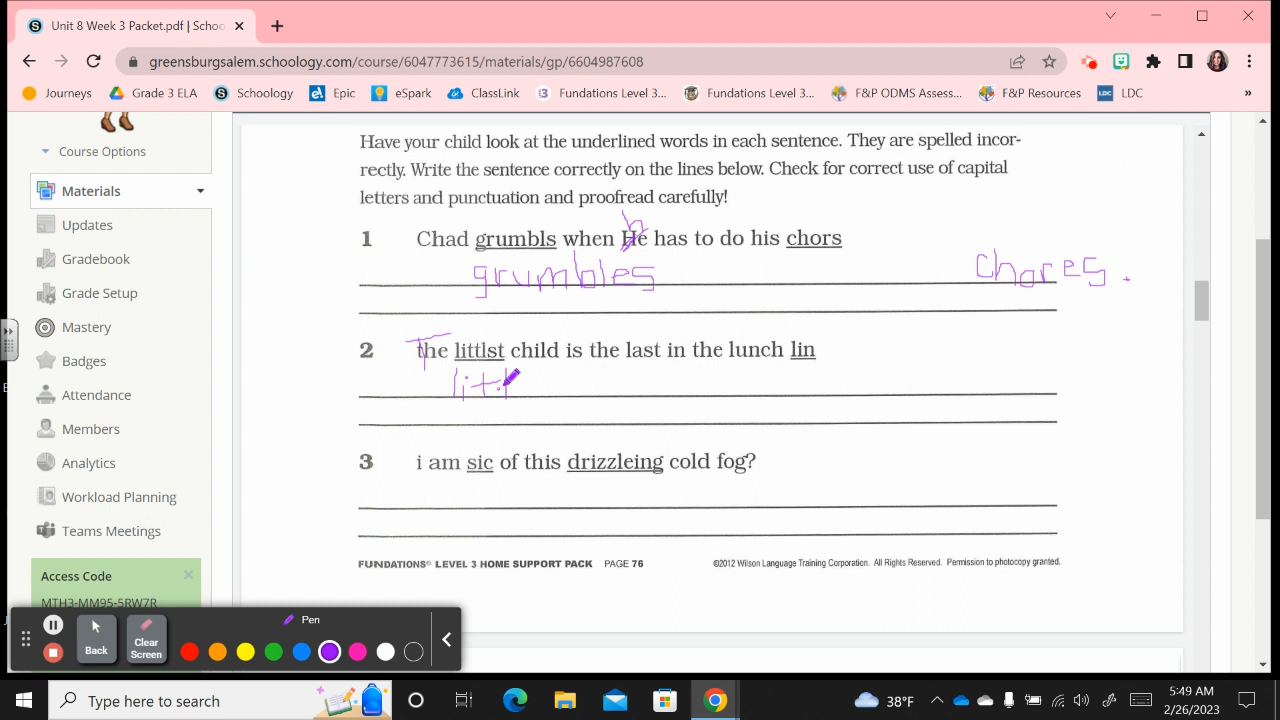 Unit 8 Week 3 Packet.pdf | Schoo
greensburgsalem.schoology.com/course/6047773615/materials/gp/6604987608
Journeys Grade 3 ELA Schoology Epic eSpark ClassLink Fundations Level 3... Fundations Level 3... F&P ODMS Assess... F&P Resources LDC »
Course Options
Materials
Updates
Gradebook
Grade Setup
Mastery
Badges
Attendance
Members
Analytics
Workload Planning
Teams Meetings
Access Code
MTH3-MM95-5RW7R
Have your child look at the underlined words in each sentence. They are spelled incor-
rectly. Write the sentence correctly on the lines below. Check for correct use of capital
letters and punctuation and proofread carefully!
h
1 Chad grumbls when He has to do his chors
grumbles chores .
T
2 the littlst child is the last in the lunch lin
litt
3 i am sic of this drizzleing cold fog?
FUNDATIONS® LEVEL 3 HOME SUPPORT PACK PAGE 76 ©2012 Wilson Language Training Corporation. All Rights Reserved. Permission to photocopy granted.
Pen
Back
Clear
Screen
Type here to search
38°F
5:49 AM
2/26/2023